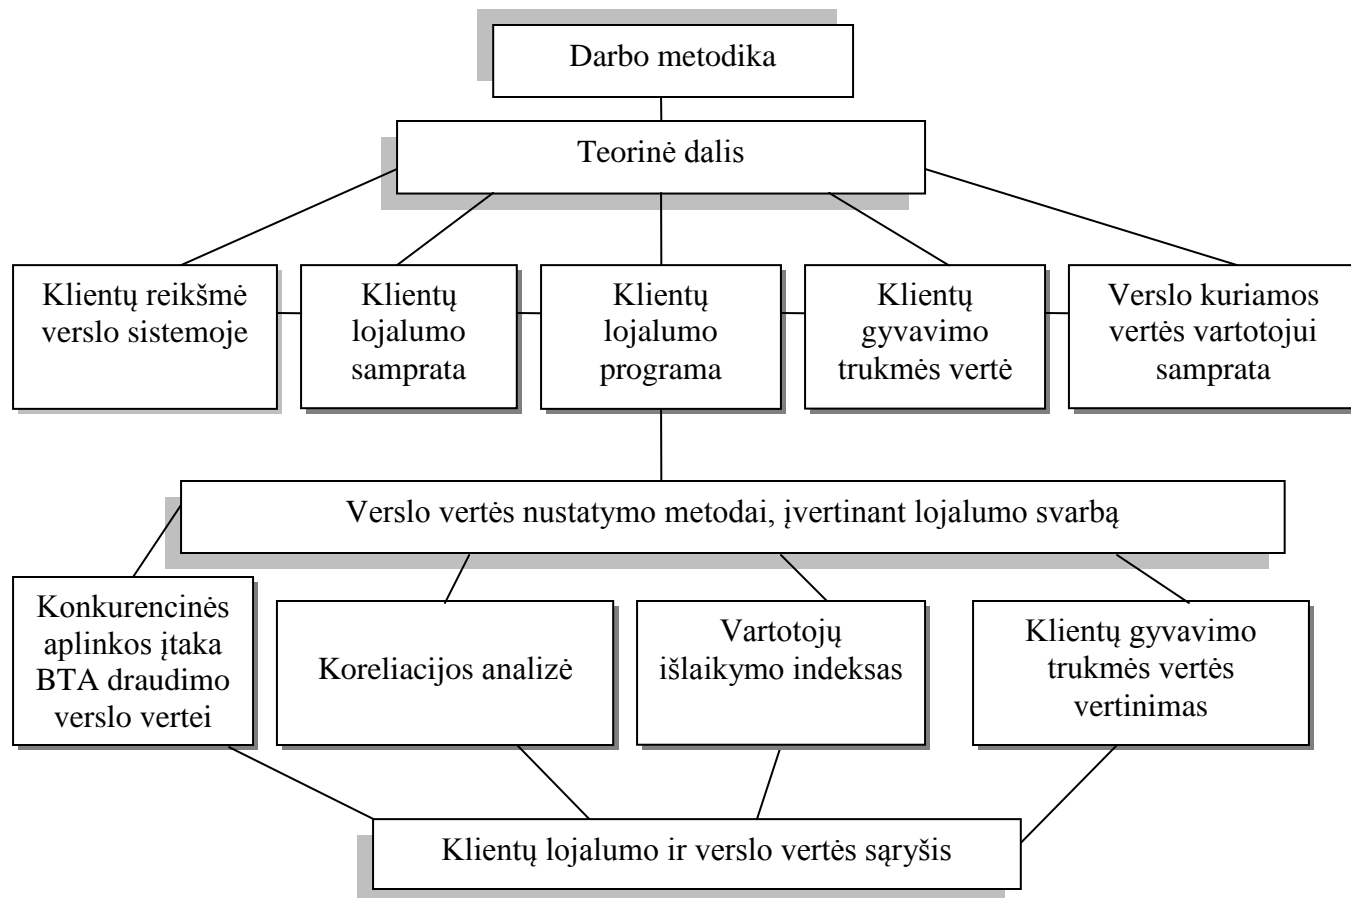 Darbo metodika
Teorinė dalis
Klientų reikšmė
verslo sistemoje
Klientų
lojalumo
samprata
Klientų
lojalumo
programa
Klientų
gyvavimo
trukmės vertė
Verslo kuriamos
vertės vartotojui
samprata
Verslo vertės nustatymo metodai, įvertinant lojalumo svarbą
Konkurencinės
aplinkos įtaka
BTA draudimo
verslo vertei
Koreliacijos analizė
Vartotojų
išlaikymo indeksas
Klientų gyvavimo
trukmės vertės
vertinimas
Klientų lojalumo ir verslo vertės sąryšis